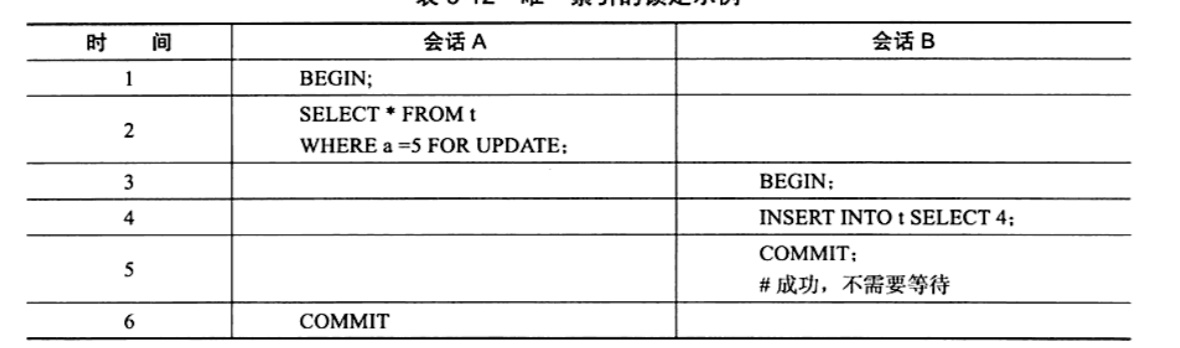 时 间 会话 A 会话 B
1 BEGIN;
2 SELECT * FROM t
WHERE a =5 FOR UPDATE;
3 BEGIN;
4 INSERT INTO t SELECT 4;
5 COMMIT;
# 成功，不需要等待
6 COMMIT